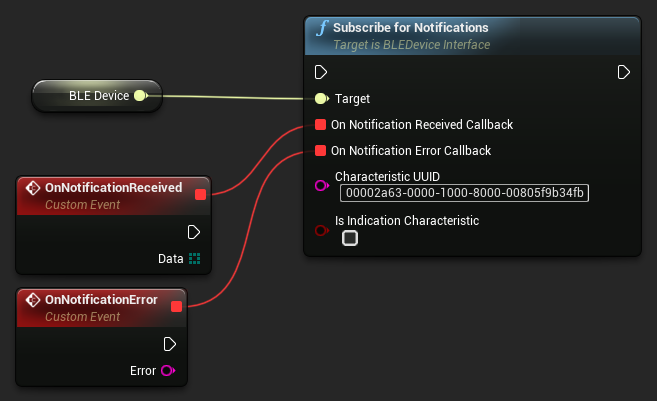 Subscribe for Notifications
Target is BLEDevice Interface
BLE Device
Target
On Notification Received Callback
On Notification Error Callback
Characteristic UUID
00002a63-0000-1000-8000-00805f9b34fb
Is Indication Characteristic
OnNotificationReceived
Custom Event
Data
OnNotificationError
Custom Event
Error